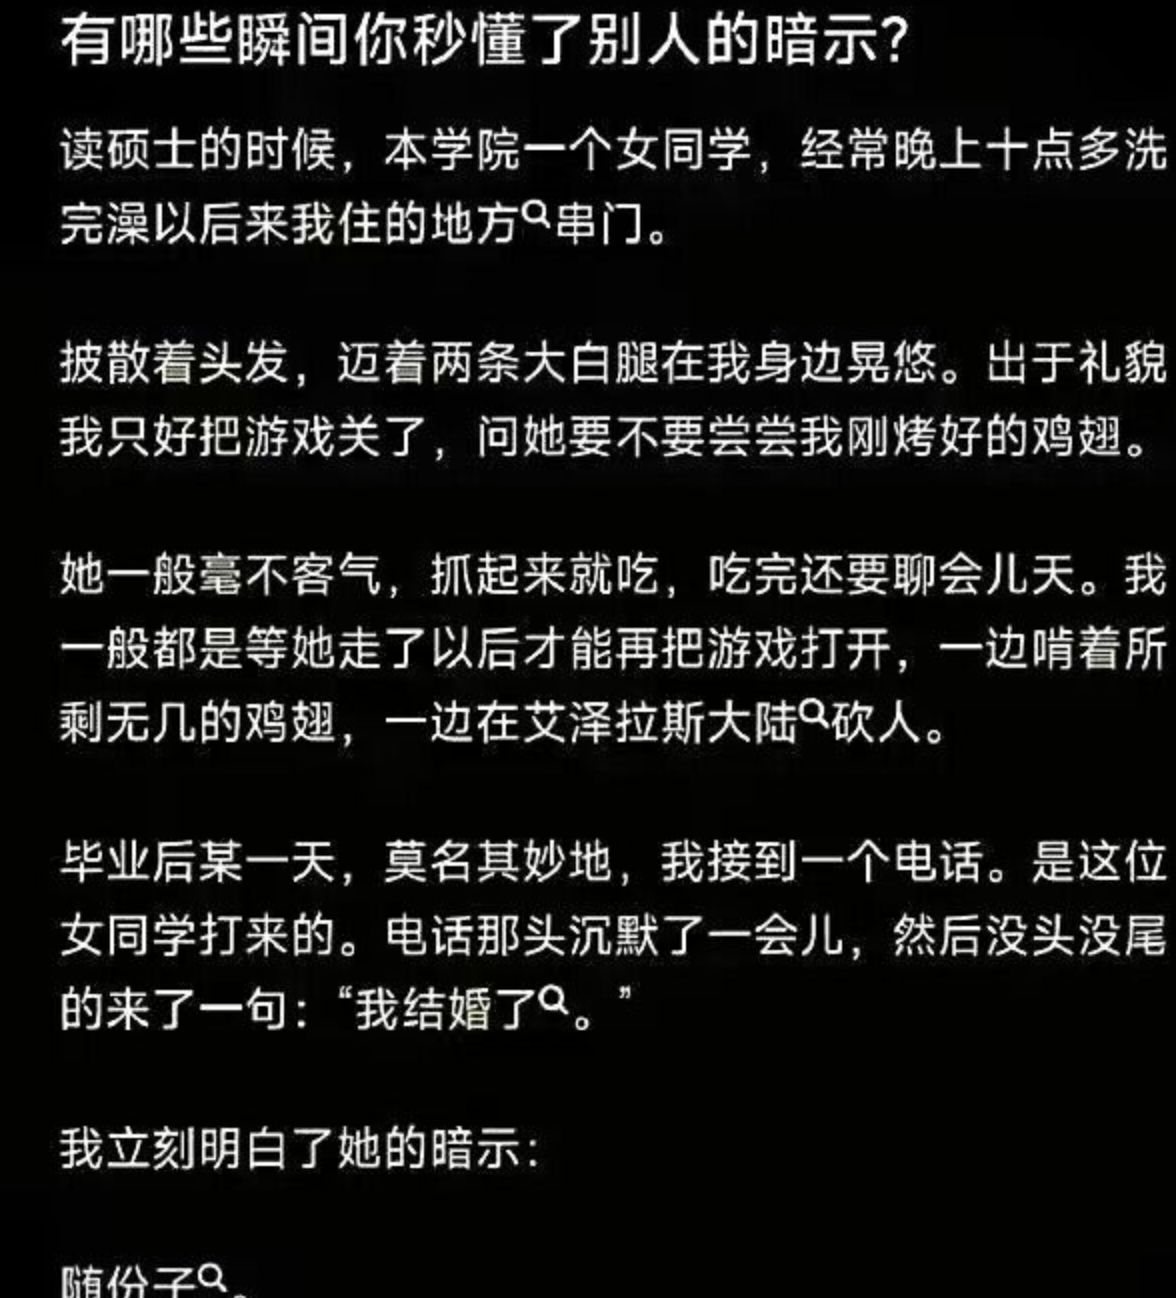 有哪些瞬间你秒懂了别人的暗示?
读硕士的时候，本学院一个女同学，经常晚上十点多洗
完澡以后来我住的地方串门。
披散着头发，迈着两条大白腿在我身边晃悠。出于礼貌
我只好把游戏关了，问她要不要尝尝我刚烤好的鸡翅。
她一般毫不客气，抓起来就吃，吃完还要聊会儿天。我
一般都是等她走了以后才能再把游戏打开，一边啃着所
剩无几的鸡翅，一边在艾泽拉斯大陆砍人。
毕业后某一天，莫名其妙地，我接到一个电话。是这位
女同学打来的。电话那头沉默了一会儿，然后没头没尾
的来了一句：“我结婚了。”
我立刻明白了她的暗示：
随份子。